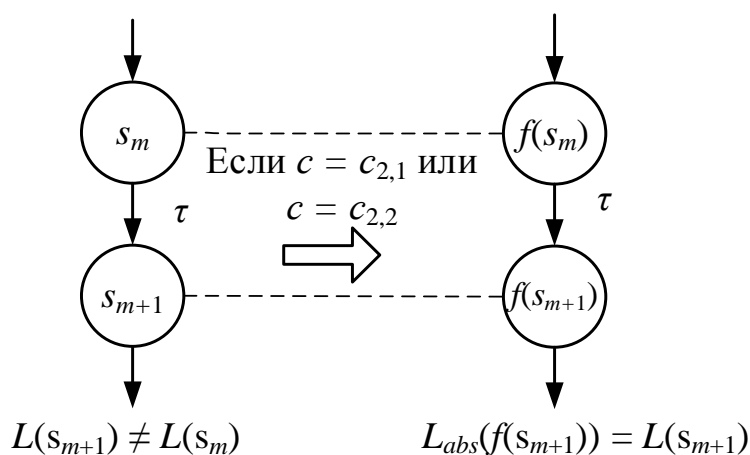 s_m
f(s_m)
Если c = c_{2,1} или
c = c_{2,2}
τ
τ
s_{m+1}
f(s_{m+1})
L(s_{m+1}) ≠ L(s_m)
L_{abs}(f(s_{m+1})) = L(s_{m+1})